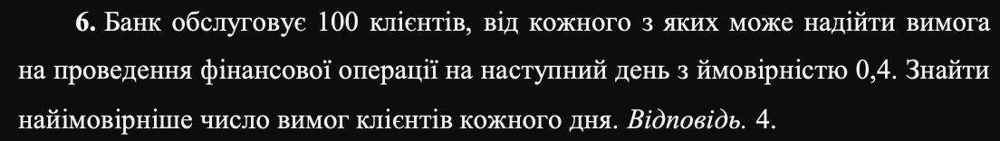 6. Банк обслуговує 100 клієнтів, від кожного з яких може надійти вимога
на проведення фінансової операції на наступний день з ймовірністю 0,4. Знайти
найімовірніше число вимог клієнтів кожного дня. Відповідь. 4.